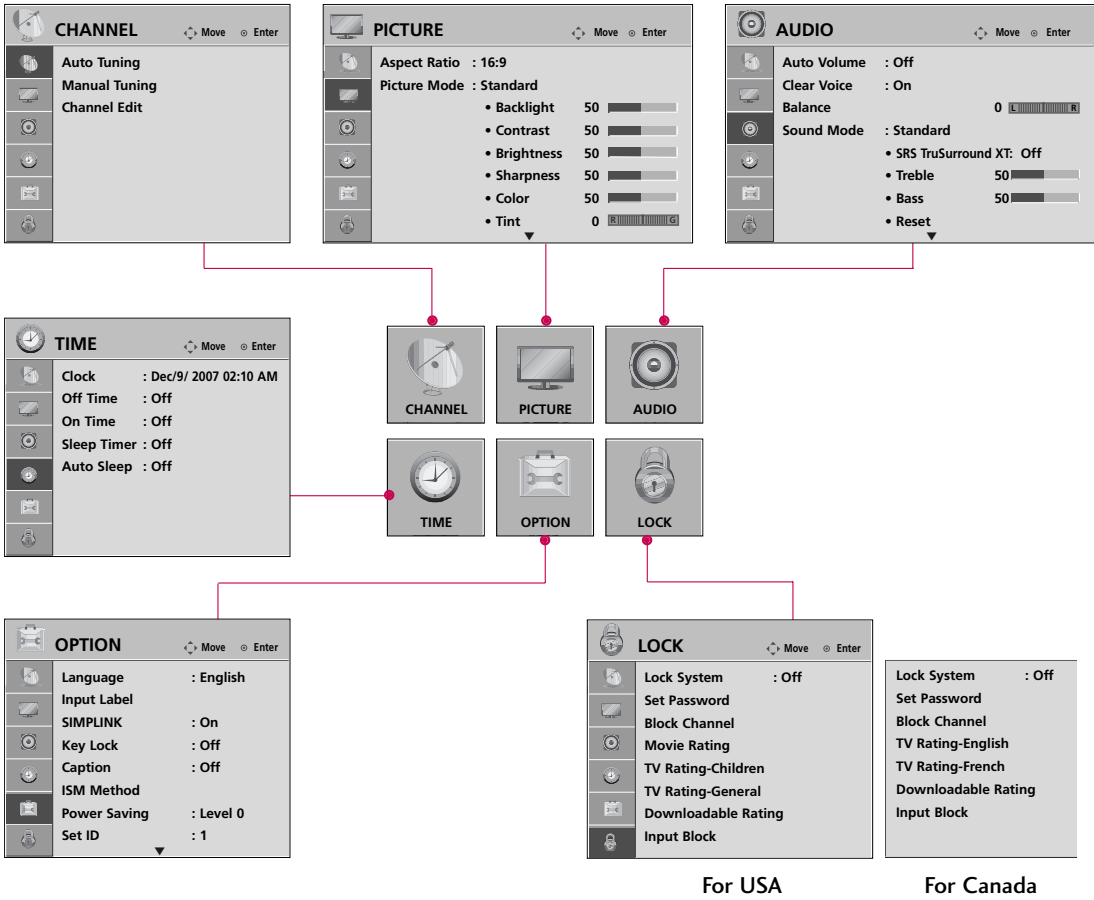 CHANNEL
Move Enter
Auto Tuning
Manual Tuning
Channel Edit
PICTURE
Move Enter
Aspect Ratio : 16:9
Picture Mode : Standard
• Backlight 50
• Contrast 50
• Brightness 50
• Sharpness 50
• Color 50
• Tint 0 R G
AUDIO
Move Enter
Auto Volume : Off
Clear Voice : On
Balance 0 L R
Sound Mode : Standard
• SRS TruSurround XT: Off
• Treble 50
• Bass 50
• Reset
TIME
Move Enter
Clock : Dec/9/ 2007 02:10 AM
Off Time : Off
On Time : Off
Sleep Timer : Off
Auto Sleep : Off
CHANNEL
PICTURE
AUDIO
TIME
OPTION
LOCK
OPTION
Move Enter
Language : English
Input Label
SIMPLINK : On
Key Lock : Off
Caption : Off
ISM Method
Power Saving : Level 0
Set ID : 1
LOCK
Move Enter
Lock System : Off
Set Password
Block Channel
Movie Rating
TV Rating-Children
TV Rating-General
Downloadable Rating
Input Block
For USA
Lock System : Off
Set Password
Block Channel
TV Rating-English
TV Rating-French
Downloadable Rating
Input Block
For Canada